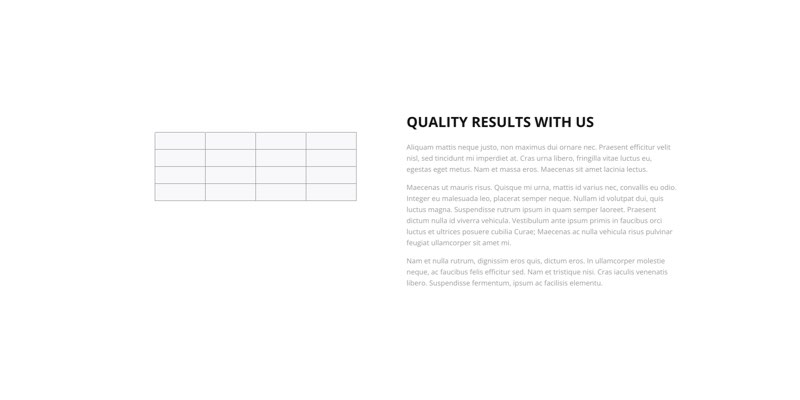 QUALITY RESULTS WITH US
Aliquam mattis neque justo, non maximus dui ornare nec. Praesent efficitur velit
nisl, sed tincidunt mi imperdiet at. Cras urna libero, fringilla vitae luctus eu,
egestas eget metus. Nam et massa eros. Maecenas sit amet lacinia lectus.
Maecenas ut mauris risus. Quisque mi urna, mattis id varius nec, convallis eu odio.
Integer eu malesuada leo, placerat semper neque. Nullam id volutpat dui, quis
luctus magna. Suspendisse rutrum ipsum in quam semper laoreet. Praesent
dictum nulla id viverra vehicula. Vestibulum ante ipsum primis in faucibus orci
luctus et ultrices posuere cubilia Curae; Maecenas ac nulla vehicula risus pulvinar
feugiat ullamcorper sit amet mi.
Nam et nulla rutrum, dignissim eros quis, dictum eros. In ullamcorper molestie
neque, ac faucibus felis efficitur sed. Nam et tristique nisi. Cras iaculis venenatis
libero. Suspendisse fermentum, ipsum ac facilisis elementu.